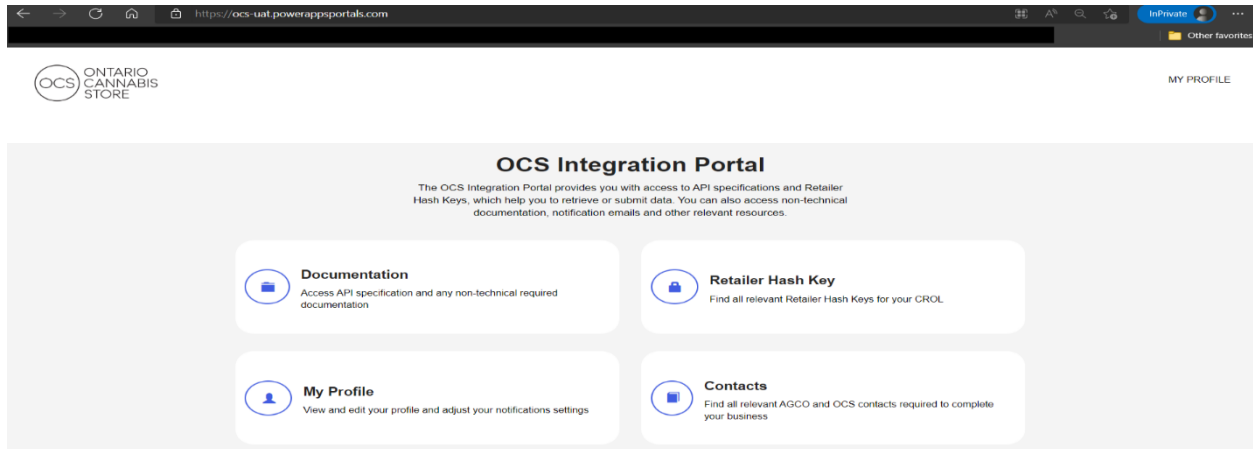 https://ocs-uat.powerappsportals.com
InPrivate
Other favorites
OCS
ONTARIO
CANNABIS
STORE
MY PROFILE
OCS Integration Portal
The OCS Integration Portal provides you with access to API specifications and Retailer
Hash Keys, which help you to retrieve or submit data. You can also access non-technical
documentation, notification emails and other relevant resources.
Documentation
Access API specification and any non-technical required
documentation
Retailer Hash Key
Find all relevant Retailer Hash Keys for your CROL
My Profile
View and edit your profile and adjust your notifications settings
Contacts
Find all relevant AGCO and OCS contacts required to complete
your business